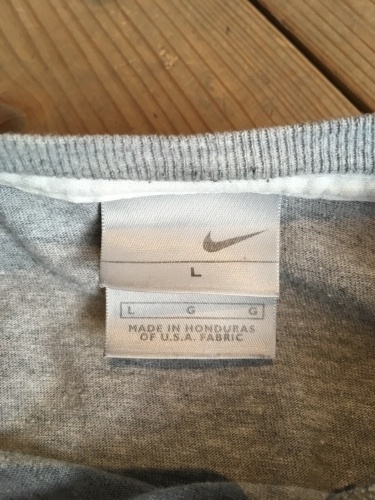 L
L G G
MADE IN HONDURAS
OF U.S.A. FABRIC